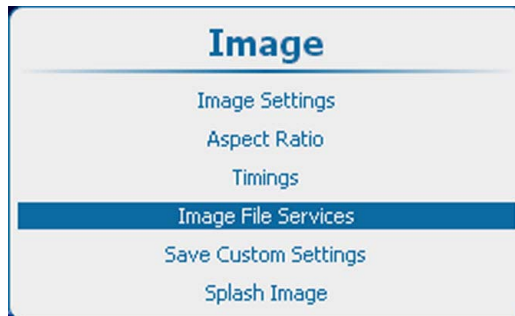 Image
Image Settings
Aspect Ratio
Timings
Image File Services
Save Custom Settings
Splash Image